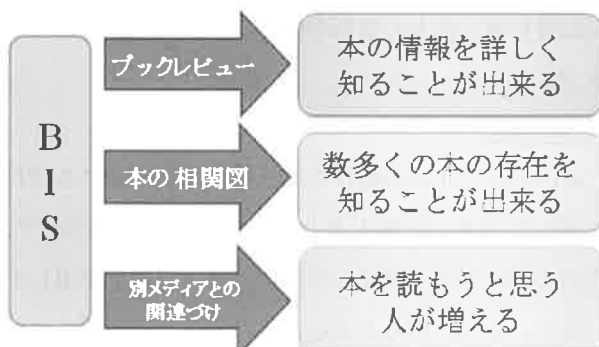 BIS
ブックレビュー
本の情報を詳しく
知ることが出来る
本の相関図
数多くの本の存在を
知ることが出来る
別メディアとの
関連づけ
本を読もうと思う
人が増える